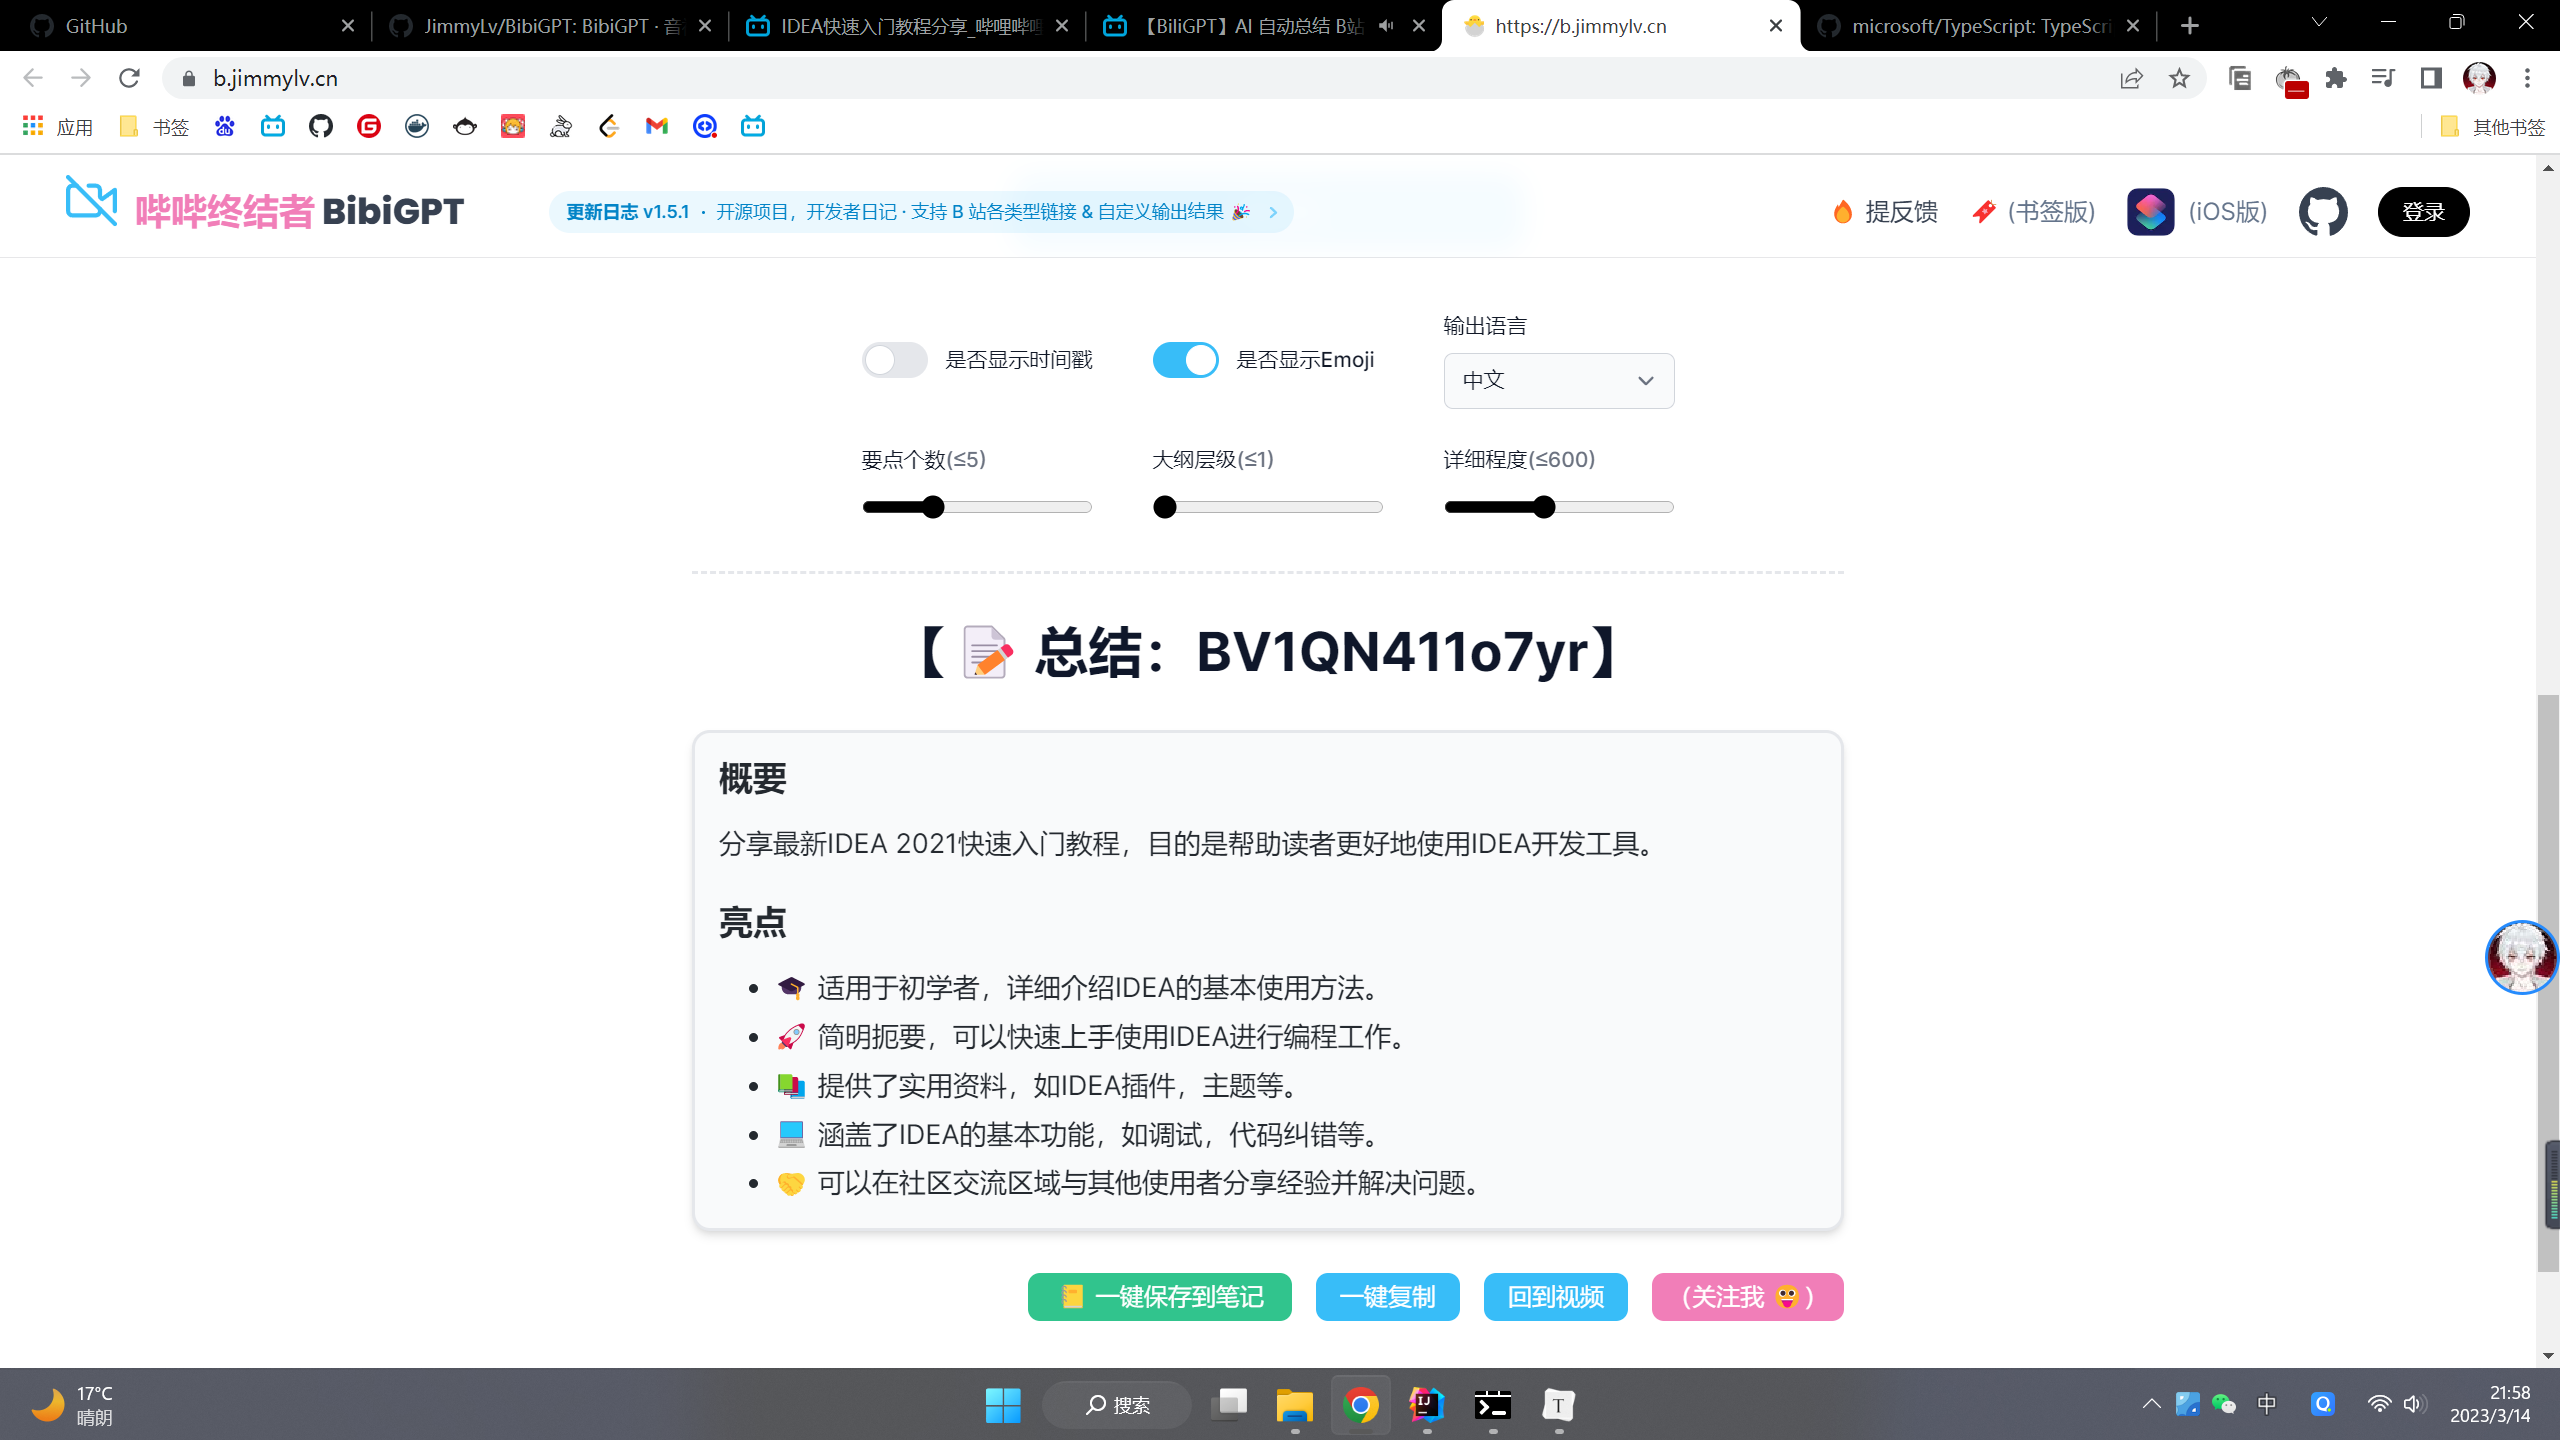 GitHub
JimmyLv/BibiGPT: BibiGPT · 音
IDEA快速入门教程分享_哔哩哔哩
【BiliGPT】AI 自动总结 B站
https://b.jimmylv.cn
microsoft/TypeScript: TypeScri
b.jimmylv.cn
应用
书签
其他书签
哔哔终结者 BibiGPT
更新日志 v1.5.1 · 开源项目，开发者日记 · 支持 B 站各类型链接 & 自定义输出结果 🎉
🔥 提反馈
(书签版)
(iOS版)
登录
是否显示时间戳
是否显示Emoji
输出语言
中文
要点个数(≤5)
大纲层级(≤1)
详细程度(≤600)
【 📝 总结：BV1QN411o7yr】
概要
分享最新IDEA 2021快速入门教程，目的是帮助读者更好地使用IDEA开发工具。
亮点
• 🎓 适用于初学者，详细介绍IDEA的基本使用方法。
• 🚀 简明扼要，可以快速上手使用IDEA进行编程工作。
• 📚 提供了实用资料，如IDEA插件，主题等。
• 💻 涵盖了IDEA的基本功能，如调试，代码纠错等。
• 🤝 可以在社区交流区域与其他使用者分享经验并解决问题。
📒 一键保存到笔记
一键复制
回到视频
（关注我 😛 ）
17°C
晴朗
搜索
中
21:58
2023/3/14